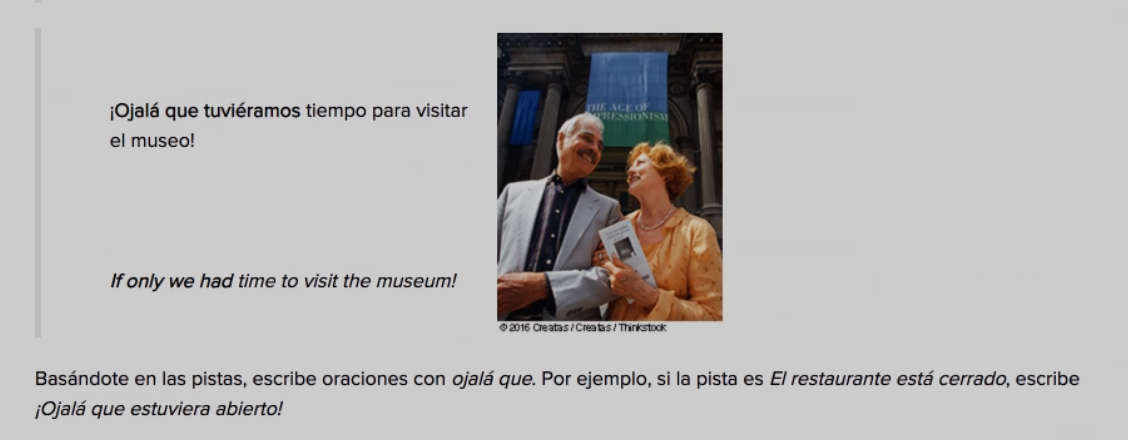 ¡Ojalá que tuviéramos tiempo para visitar
el museo!
THE AGE OF
IMPRESSIONISM
If only we had time to visit the museum!
© 2016 Creatas / Creatas / Thinkstock
Basándote en las pistas, escribe oraciones con ojalá que. Por ejemplo, si la pista es El restaurante está cerrado, escribe
¡Ojalá que estuviera abierto!